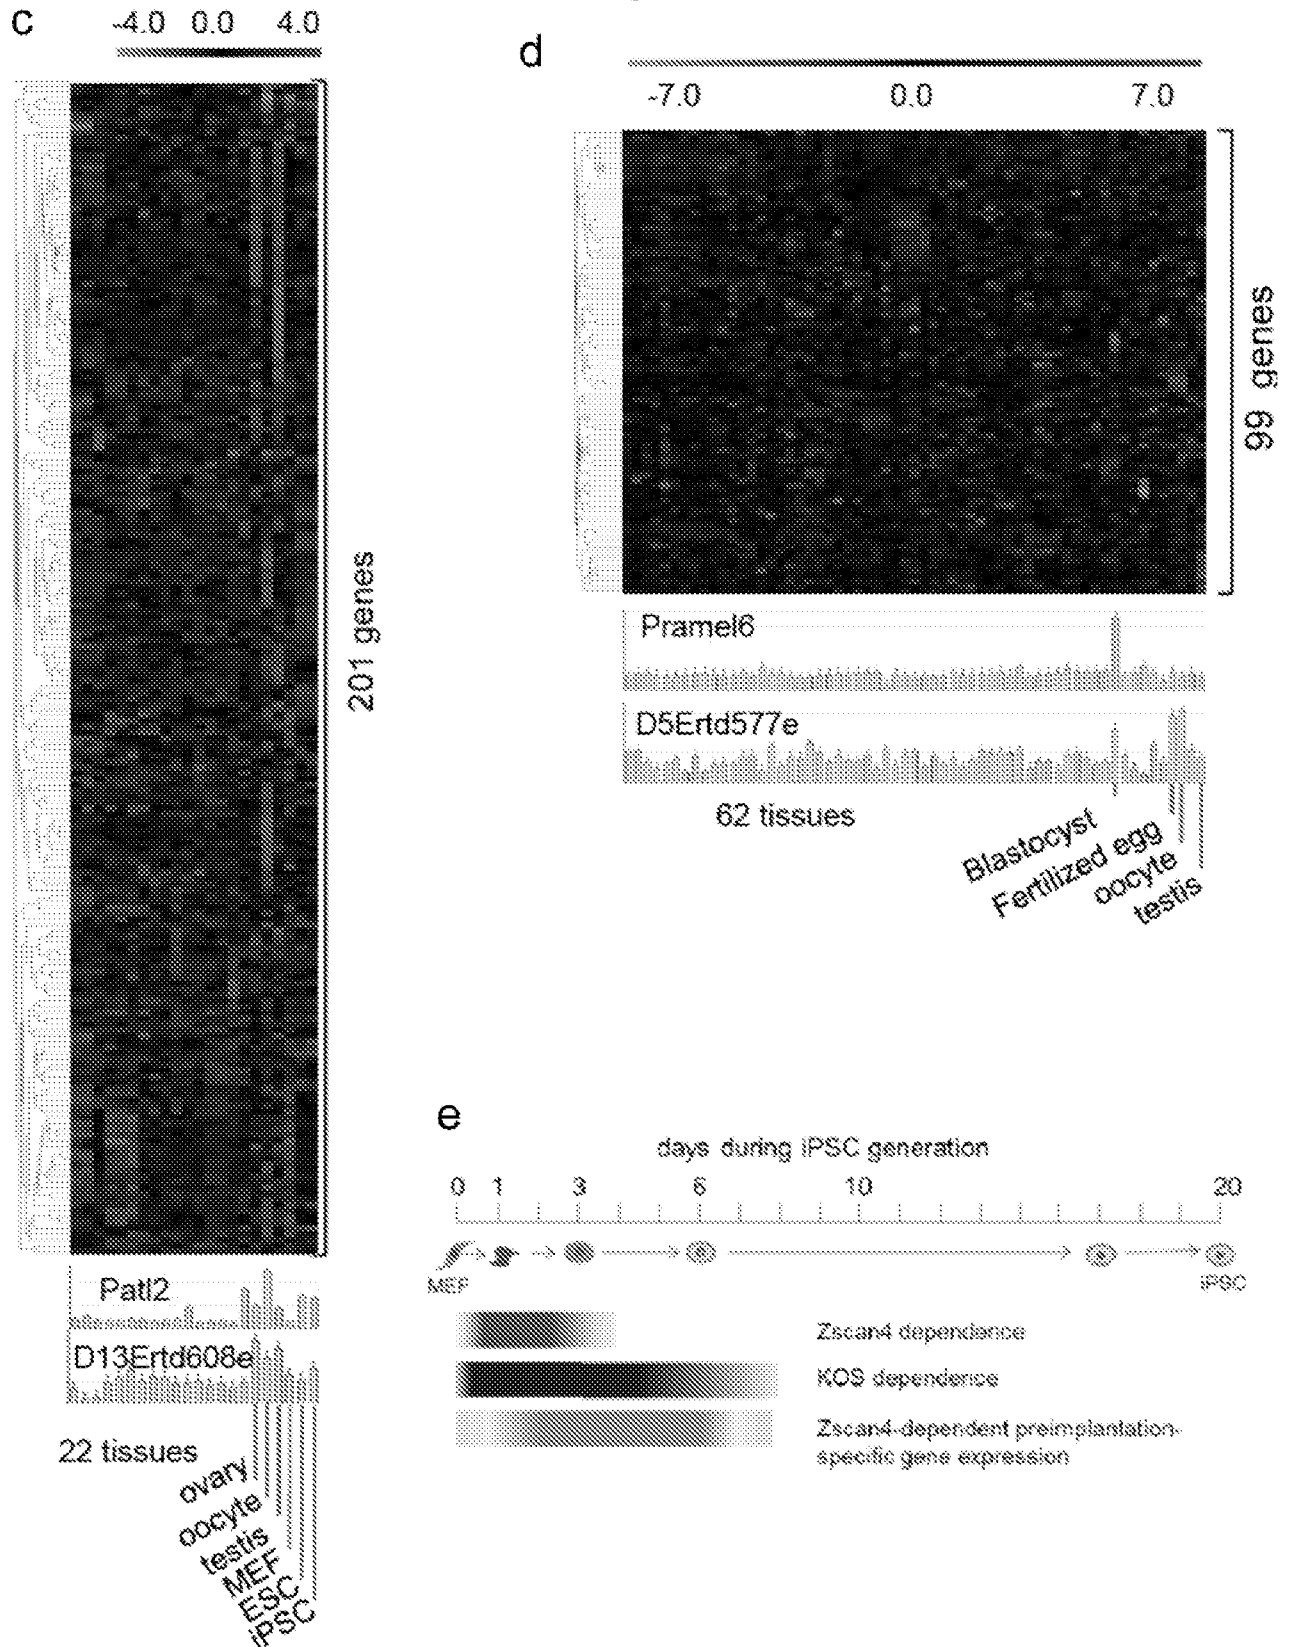 c
-4.0 0.0 4.0
201 genes
Patl2
D13Ertd608e
22 tissues
ovary
oocyte
testis
MEF
ESC
iPSC
d
-7.0 0.0 7.0
99 genes
Pramel6
D5Ertd577e
62 tissues
Blastocyst
Fertilized egg
oocyte
testis
e
days during iPSC generation
0 1 3 6 10 20
MEF iPSC
Zscan4 dependence
KOS dependence
Zscan4-dependent preimplantation-
specific gene expression